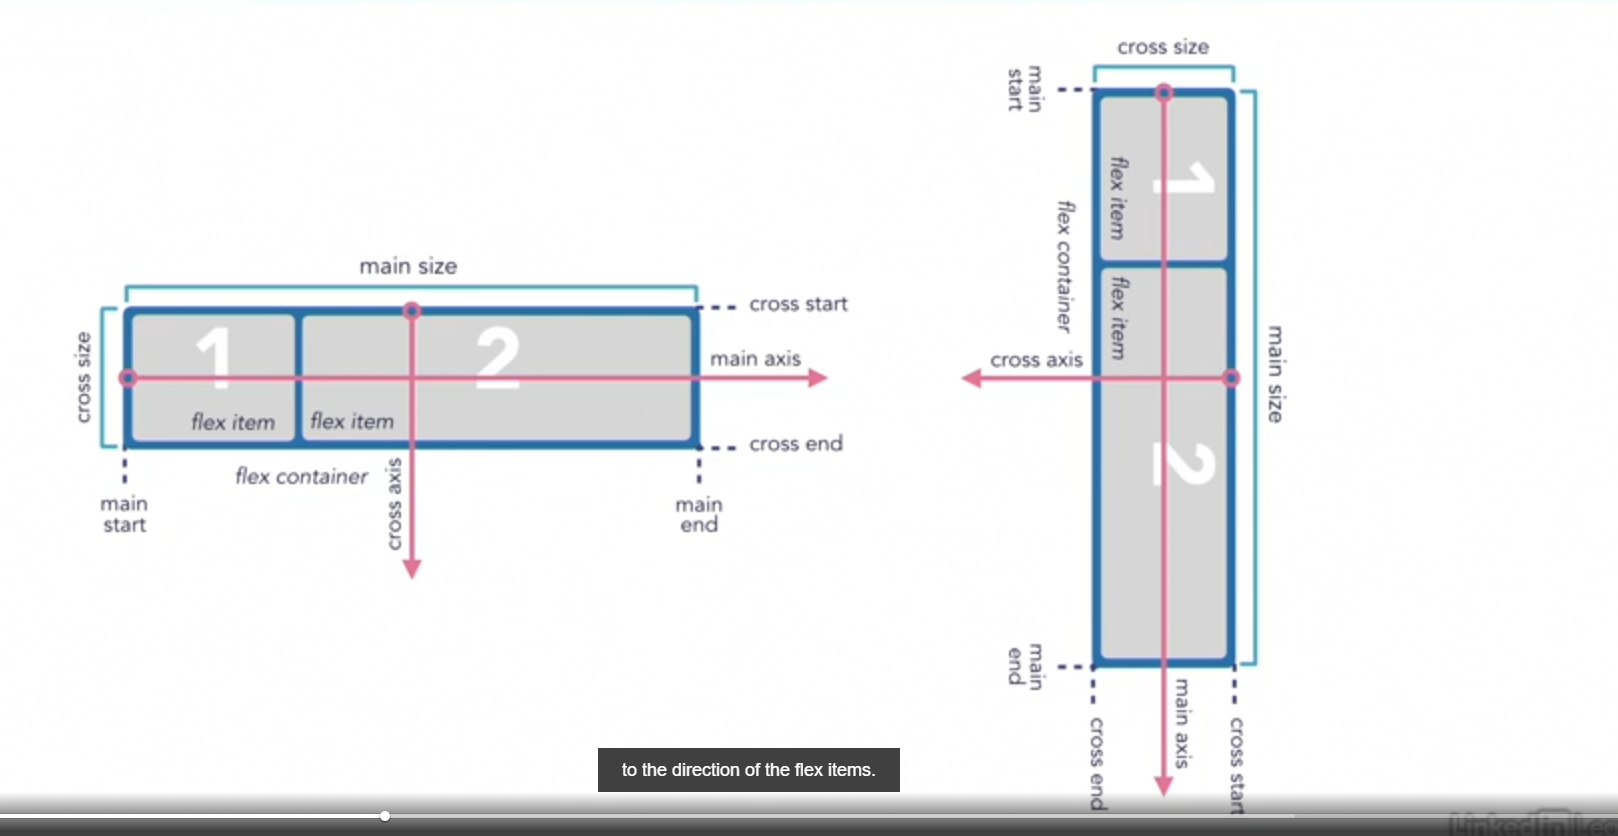 main size
cross size
1
2
flex item
flex item
cross start
main axis
cross end
flex container
cross axis
main
start
main
end
cross size
main
start
1
flex item
flex container
flex item
cross axis
main size
2
main
end
main axis
cross end
cross start
to the direction of the flex items.